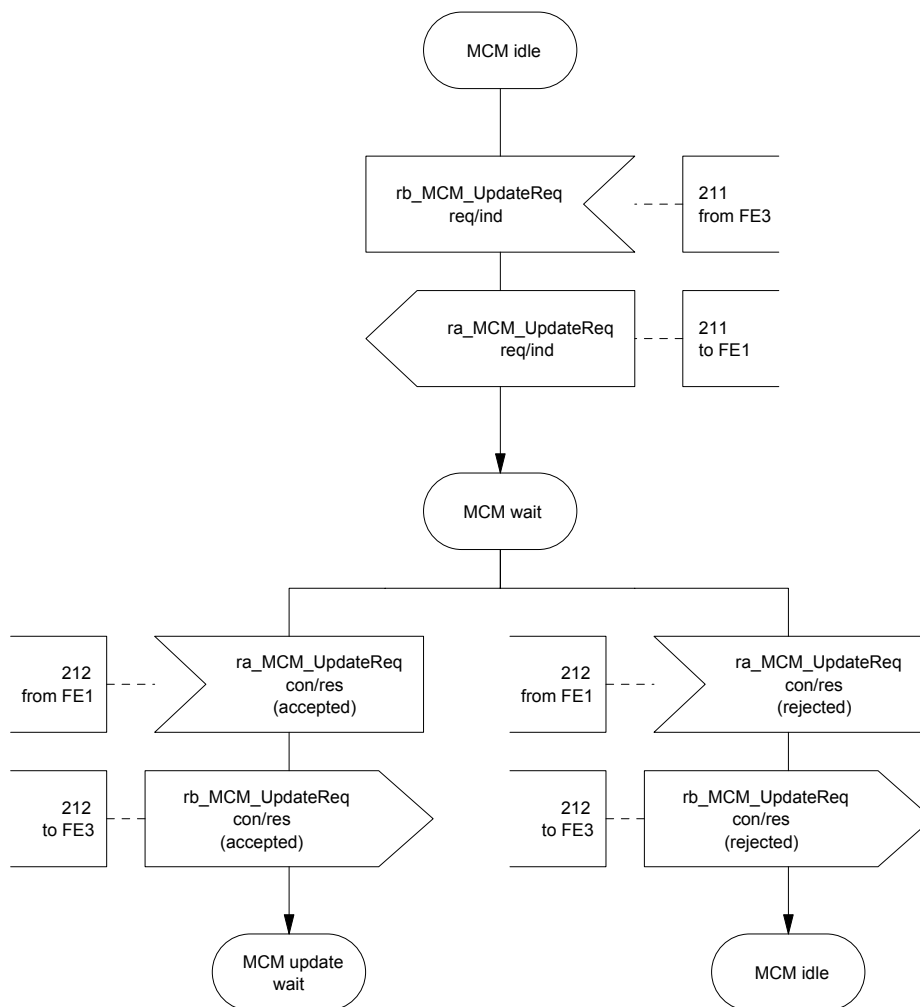 MCM idle
rb_MCM_UpdateReq
req/ind
211
from FE3
ra_MCM_UpdateReq
req/ind
211
to FE1
MCM wait
212
from FE1
ra_MCM_UpdateReq
con/res
(accepted)
212
from FE1
ra_MCM_UpdateReq
con/res
(rejected)
212
to FE3
rb_MCM_UpdateReq
con/res
(accepted)
212
to FE3
rb_MCM_UpdateReq
con/res
(rejected)
MCM update
wait
MCM idle